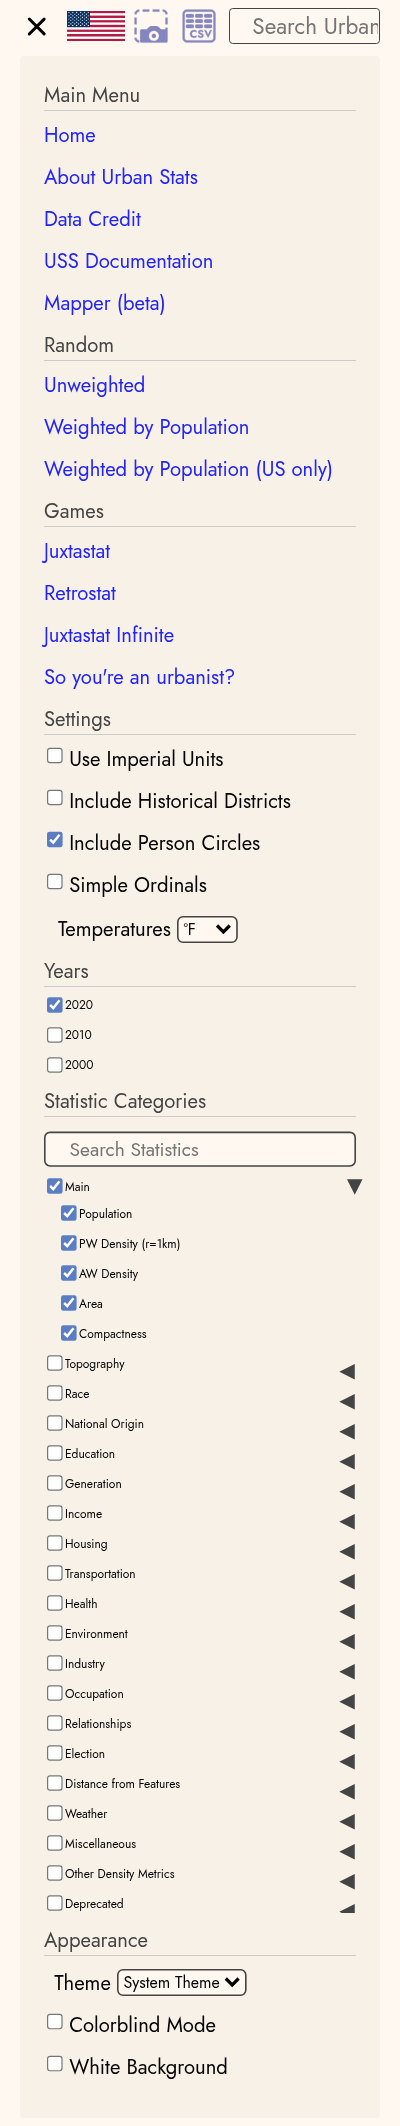 CSV
Search Urban
Main Menu
Home
About Urban Stats
Data Credit
USS Documentation
Mapper (beta)
Random
Unweighted
Weighted by Population
Weighted by Population (US only)
Games
Juxtastat
Retrostat
Juxtastat Infinite
So you're an urbanist?
Settings
Use Imperial Units
Include Historical Districts
Include Person Circles
Simple Ordinals
Temperatures °F
Years
2020
2010
2000
Statistic Categories
Search Statistics
Main
Population
PW Density (r=1km)
AW Density
Area
Compactness
Topography
Race
National Origin
Education
Generation
Income
Housing
Transportation
Health
Environment
Industry
Occupation
Relationships
Election
Distance from Features
Weather
Miscellaneous
Other Density Metrics
Deprecated
Appearance
Theme System Theme
Colorblind Mode
White Background